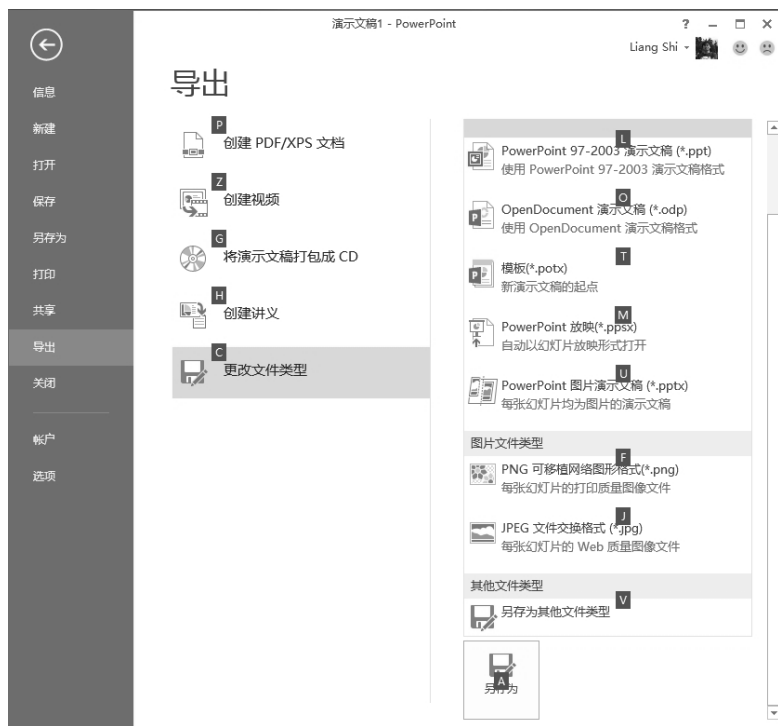 演示文稿1 - PowerPoint
?
Liang Shi
信息
新建
打开
保存
另存为
打印
共享
导出
关闭
帐户
选项
导出
P
创建 PDF/XPS 文档
Z
创建视频
G
将演示文稿打包成 CD
H
创建讲义
C
更改文件类型
L
PowerPoint 97-2003 演示文稿 (*.ppt)
使用 PowerPoint 97-2003 演示文稿格式
O
OpenDocument 演示文稿 (*.odp)
使用 OpenDocument 演示文稿格式
T
模板(*.potx)
新演示文稿的起点
M
PowerPoint 放映(*.ppsx)
自动以幻灯片放映形式打开
U
PowerPoint 图片演示文稿 (*.pptx)
每张幻灯片均为图片的演示文稿
图片文件类型
F
PNG 可移植网络图形格式(*.png)
每张幻灯片的打印质量图像文件
J
JPEG 文件交换格式 (*.jpg)
每张幻灯片的 Web 质量图像文件
其他文件类型
V
另存为其他文件类型
A
另存为